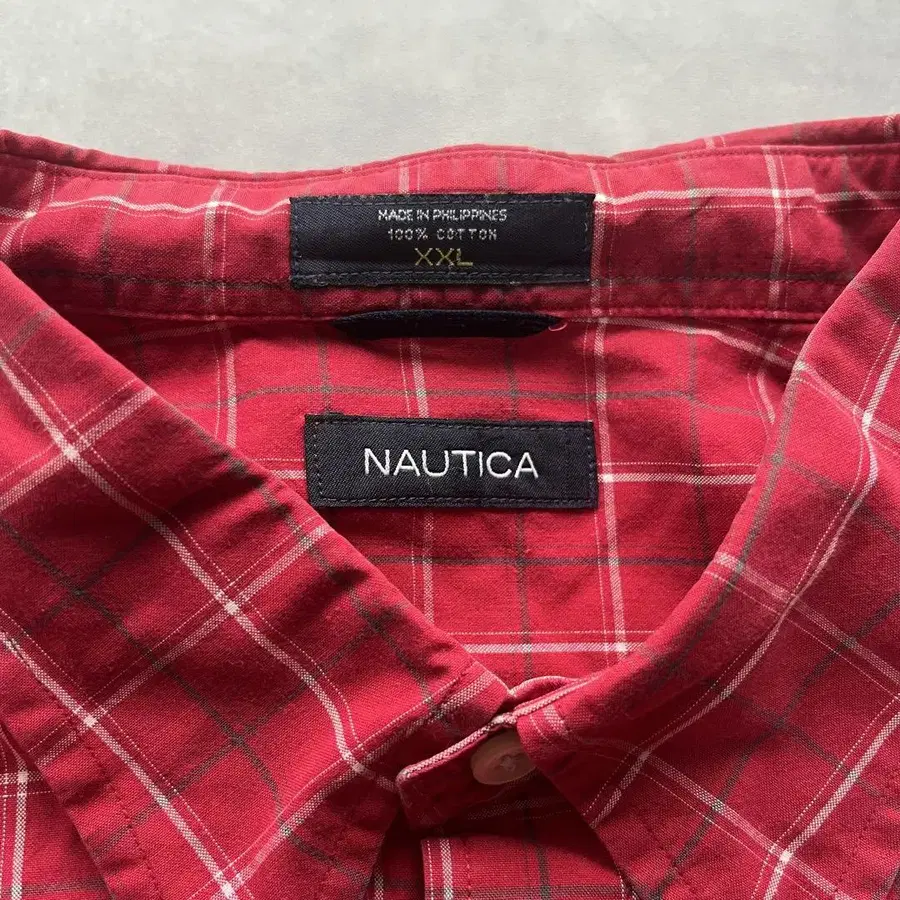 MADE IN PHILIPPINES
100% COTTON
XXL
NAUTICA